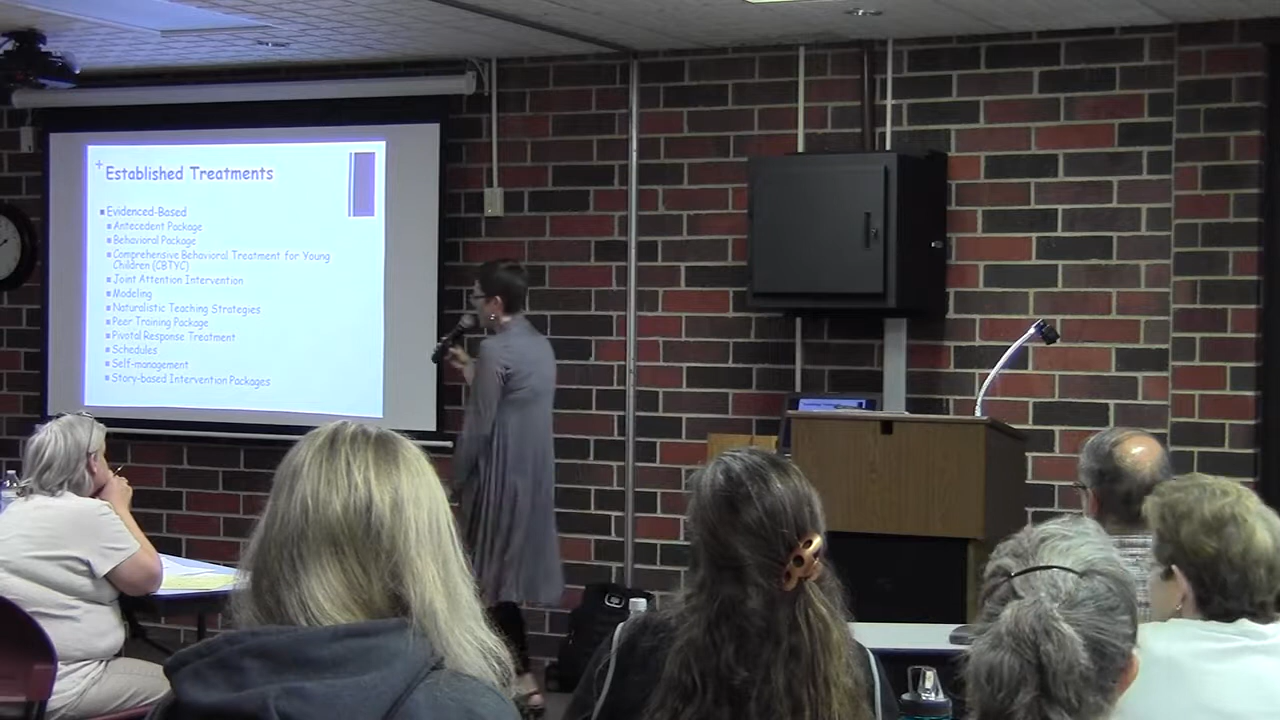 Established Treatments
Evidenced-Based
Antecedent Package
Behavioral Package
Comprehensive Behavioral Treatment for Young
Children (CBTYC)
Joint Attention Intervention
Modeling
Naturalistic Teaching Strategies
Peer Training Package
Pivotal Response Treatment
Schedules
Self-management
Story-based Intervention Packages